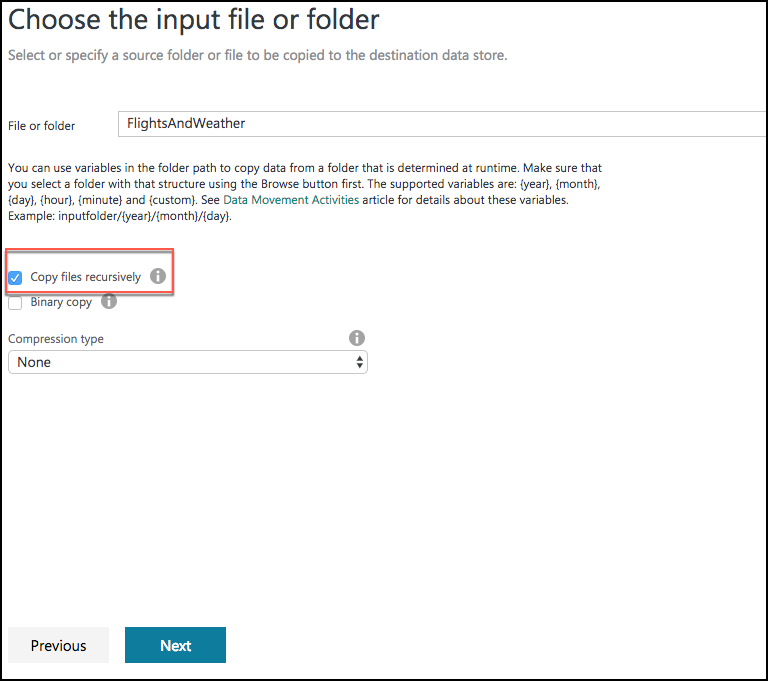 Choose the input file or folder
Select or specify a source folder or file to be copied to the destination data store.
File or folder
FlightsAndWeather
You can use variables in the folder path to copy data from a folder that is determined at runtime. Make sure that
you select a folder with that structure using the Browse button first. The supported variables are: {year}, {month},
{day}, {hour}, {minute} and {custom}. See Data Movement Activities article for details about these variables.
Example: inputfolder/{year}/{month}/{day}.
Copy files recursively
Binary copy
Compression type
None
Previous
Next